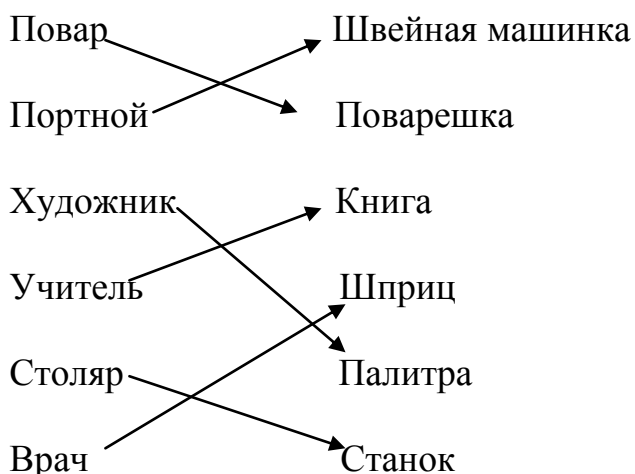 Повар Швейная машинка
Портной Поварешка
Художник Книга
Учитель Шприц
Столяр Палитра
Врач Станок